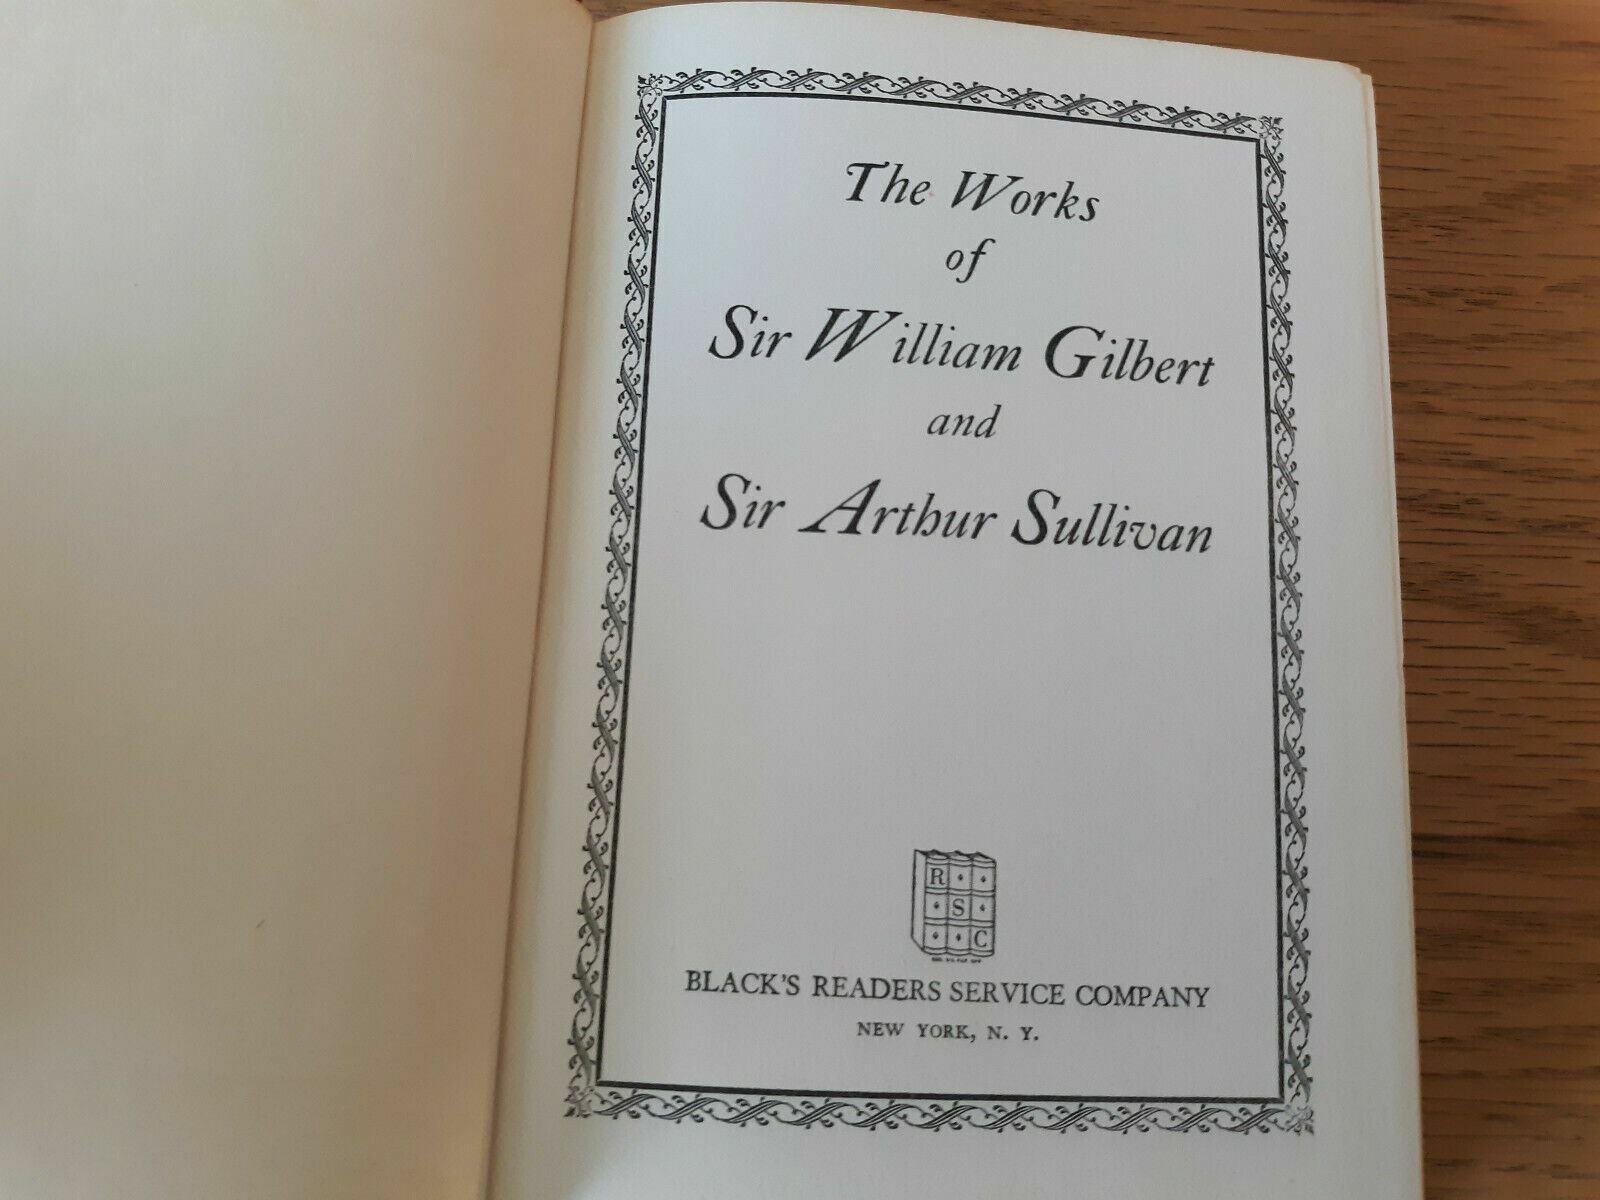 The Works
of
Sir William Gilbert
and
Sir Arthur Sullivan
R
S
C
BLACK'S READERS SERVICE COMPANY
NEW YORK, N. Y.